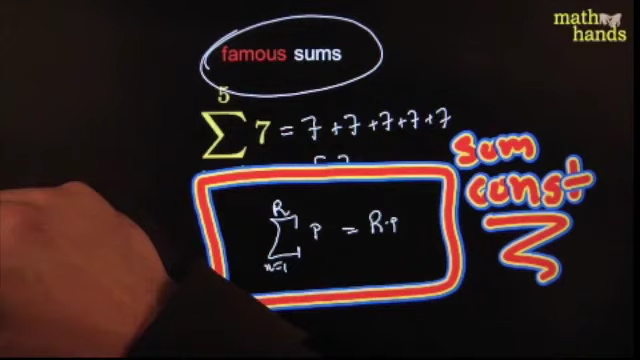 math
hands
famous sums
5
∑ 7 = 7 + 7 + 7 + 7 + 7
sum
const
R
∑ P = R·P
n=1